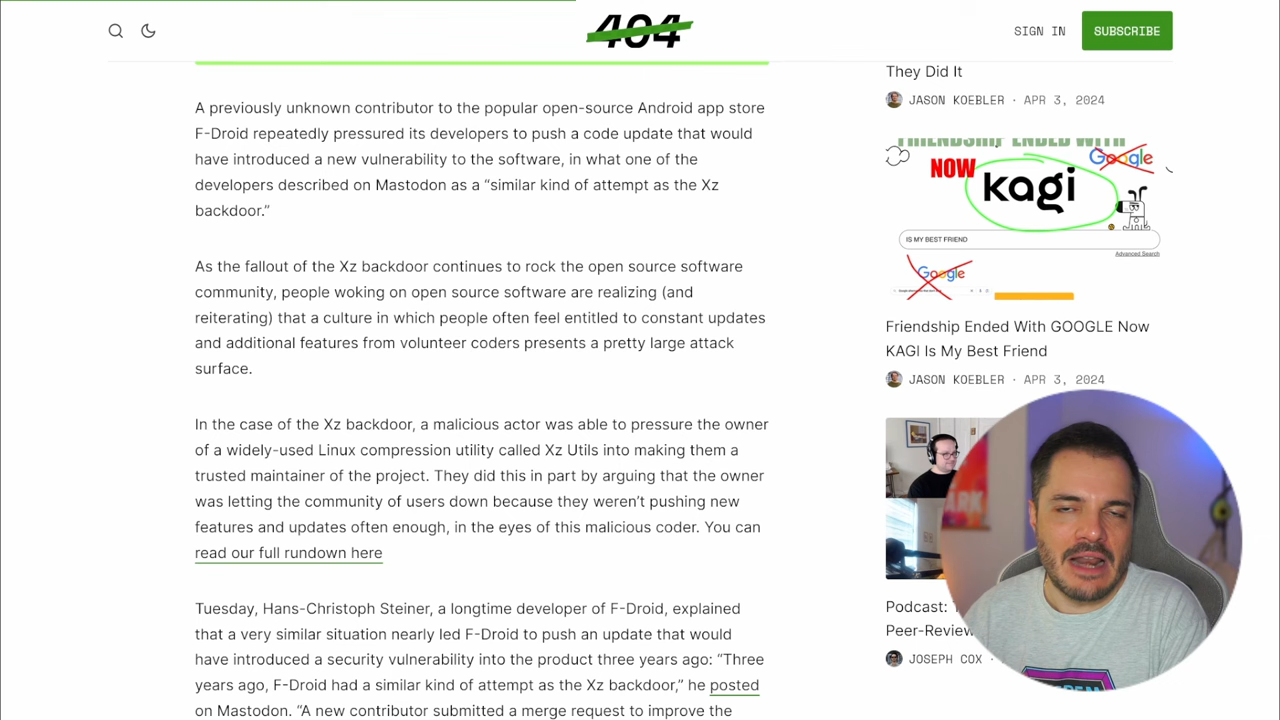 404
SIGN IN
SUBSCRIBE
A previously unknown contributor to the popular open-source Android app store
F-Droid repeatedly pressured its developers to push a code update that would
have introduced a new vulnerability to the software, in what one of the
developers described on Mastodon as a “similar kind of attempt as the Xz
backdoor.”
As the fallout of the Xz backdoor continues to rock the open source software
community, people woking on open source software are realizing (and
reiterating) that a culture in which people often feel entitled to constant updates
and additional features from volunteer coders presents a pretty large attack
surface.
In the case of the Xz backdoor, a malicious actor was able to pressure the owner
of a widely-used Linux compression utility called Xz Utils into making them a
trusted maintainer of the project. They did this in part by arguing that the owner
was letting the community of users down because they weren’t pushing new
features and updates often enough, in the eyes of this malicious coder. You can
read our full rundown here
Tuesday, Hans-Christoph Steiner, a longtime developer of F-Droid, explained
that a very similar situation nearly led F-Droid to push an update that would
have introduced a security vulnerability into the product three years ago: “Three
years ago, F-Droid had a similar kind of attempt as the Xz backdoor,” he posted
on Mastodon. “A new contributor submitted a merge request to improve the
They Did It
JASON KOEBLER · APR 3, 2024
FRIENDSHIP ENDED WITH
Google
NOW
kagi
IS MY BEST FRIEND
Advanced Search
Google
Friendship Ended With GOOGLE Now
KAGI Is My Best Friend
JASON KOEBLER · APR 3, 2024
Podcast:
Peer-Review
JOSEPH COX ·